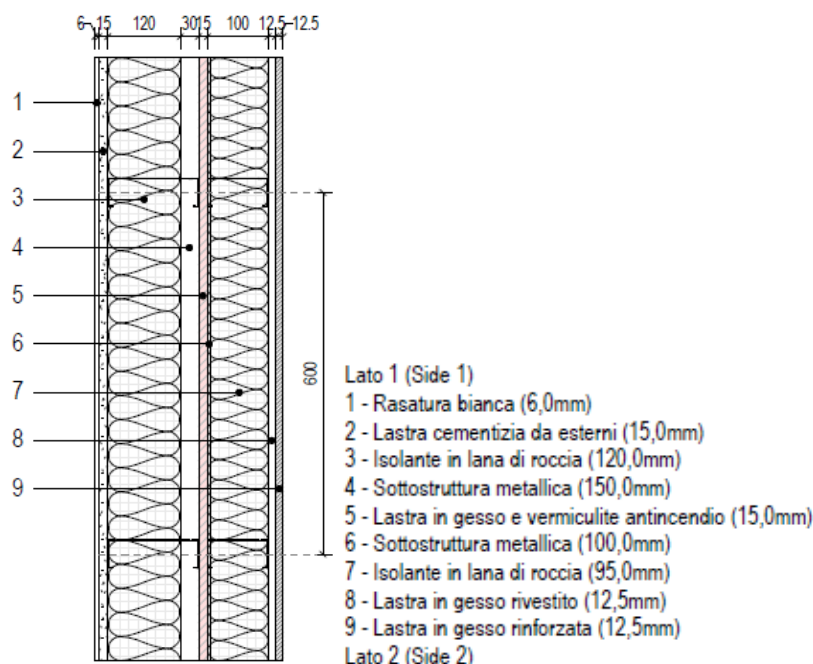 6 15 120 30 15 100 12.5 12.5
1
2
3
4
5
6
7
8
9
600
Lato 1 (Side 1)
1 - Rasatura bianca (6,0mm)
2 - Lastra cementizia da esterni (15,0mm)
3 - Isolante in lana di roccia (120,0mm)
4 - Sottostruttura metallica (150,0mm)
5 - Lastra in gesso e vermiculite antincendio (15,0mm)
6 - Sottostruttura metallica (100,0mm)
7 - Isolante in lana di roccia (95,0mm)
8 - Lastra in gesso rivestito (12,5mm)
9 - Lastra in gesso rinforzata (12,5mm)
Lato 2 (Side 2)